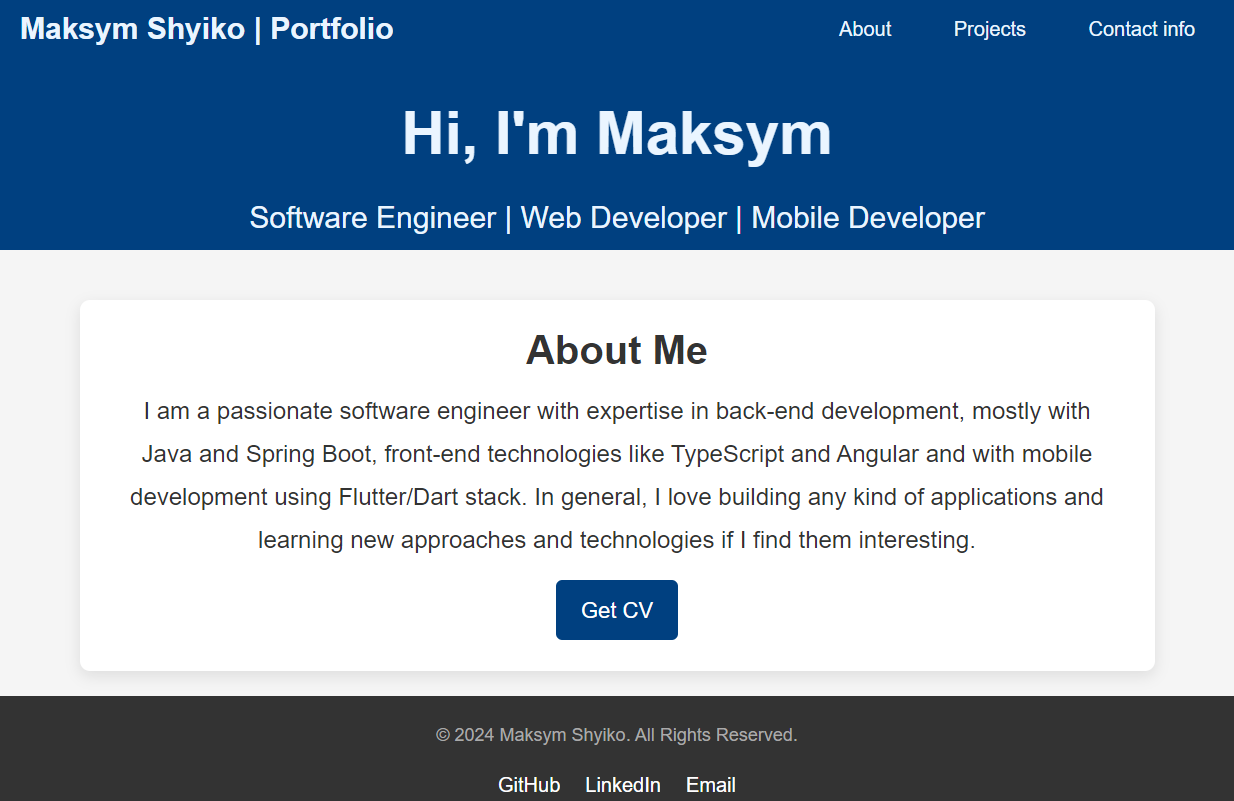 Maksym Shyiko | Portfolio
About
Projects
Contact info
Hi, I'm Maksym
Software Engineer | Web Developer | Mobile Developer
About Me
I am a passionate software engineer with expertise in back-end development, mostly with
Java and Spring Boot, front-end technologies like TypeScript and Angular and with mobile
development using Flutter/Dart stack. In general, I love building any kind of applications and
learning new approaches and technologies if I find them interesting.
Get CV
© 2024 Maksym Shyiko. All Rights Reserved.
GitHub
LinkedIn
Email